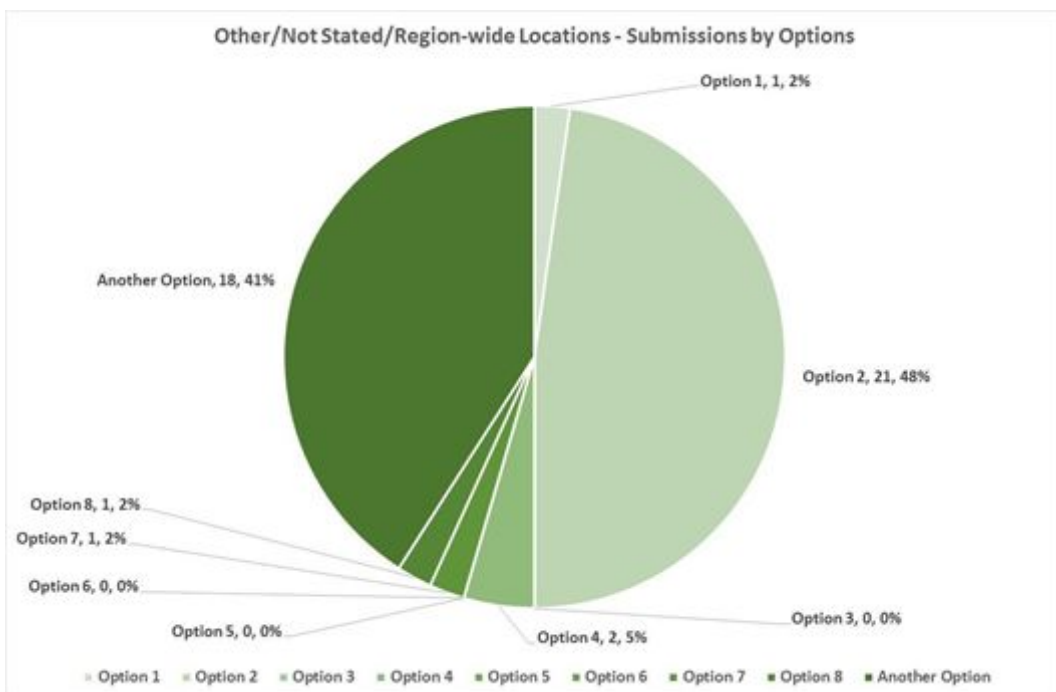 Other/Not Stated/Region-wide Locations - Submissions by Options
Option 1, 1, 2%
Another Option, 18, 41%
Option 2, 21, 48%
Option 8, 1, 2%
Option 7, 1, 2%
Option 6, 0, 0%
Option 3, 0, 0%
Option 5, 0, 0%
Option 4, 2, 5%
Option 1 Option 2 Option 3 Option 4 Option 5 Option 6 Option 7 Option 8 Another Option